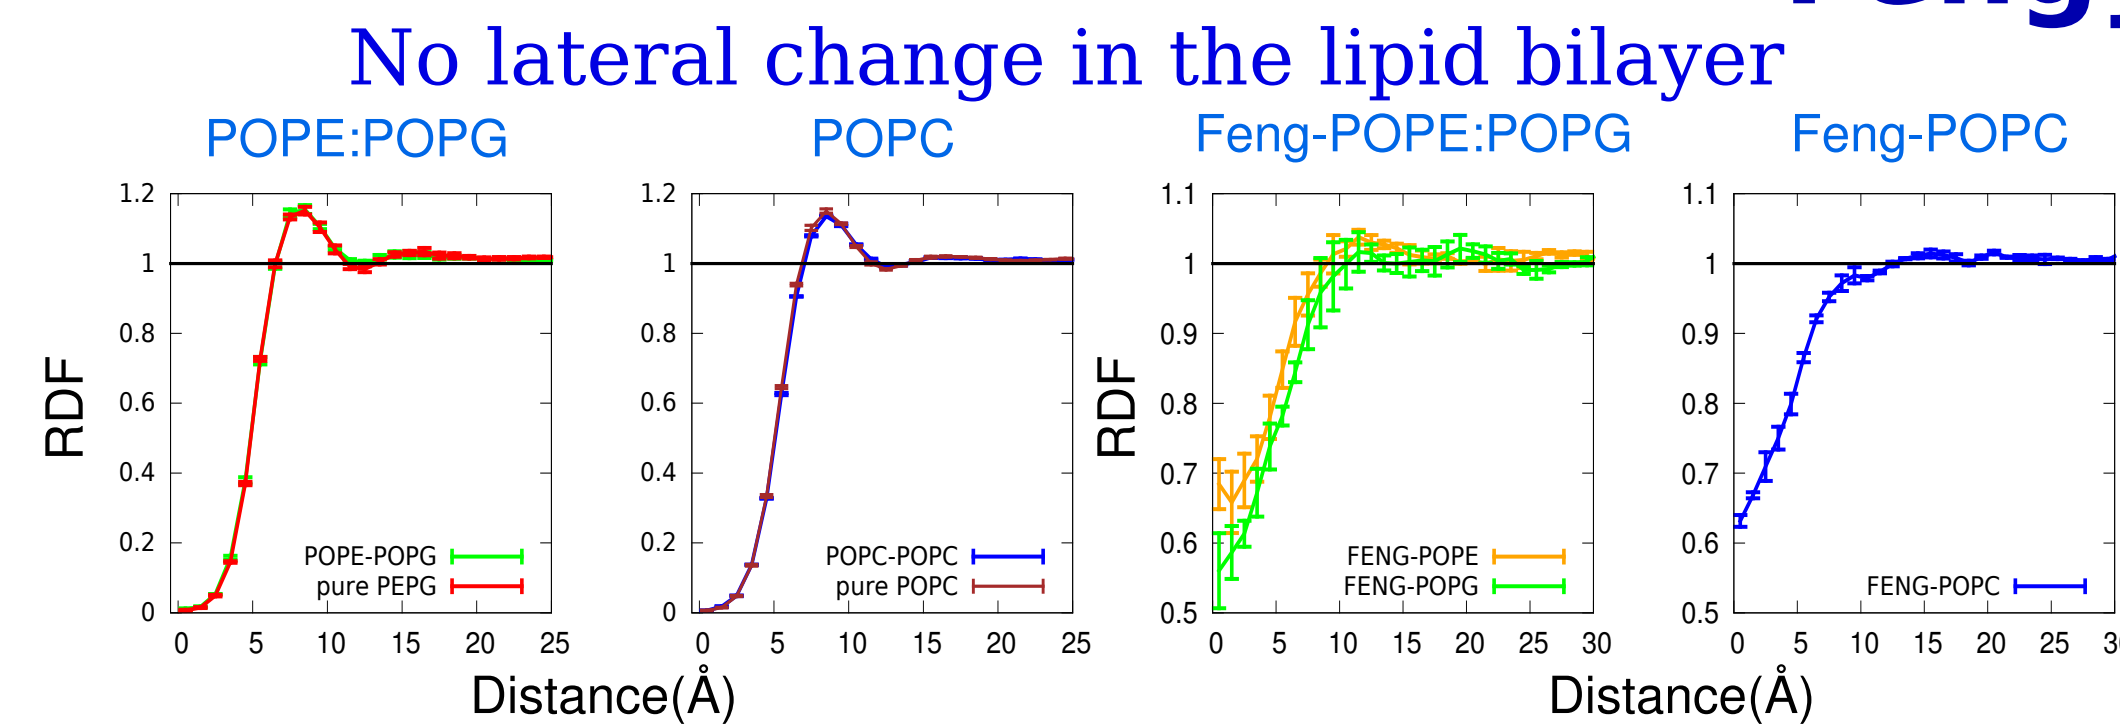 No lateral change in the lipid bilayer
POPE:POPG
POPC
Feng-POPE:POPG
Feng-POPC
RDF
1.2
1
0.8
0.6
0.4
0.2
0
POPE-POPG
pure PEPG
0 5 10 15 20 25
1.2
1
0.8
0.6
0.4
0.2
0
POPC-POPC
pure POPC
0 5 10 15 20 25
Distance(Å)
RDF
1.1
1
0.9
0.8
0.7
0.6
0.5
FENG-POPE
FENG-POPG
0 5 10 15 20 25 30
1.1
1
0.9
0.8
0.7
0.6
0.5
FENG-POPC
0 5 10 15 20 25
Distance(Å)